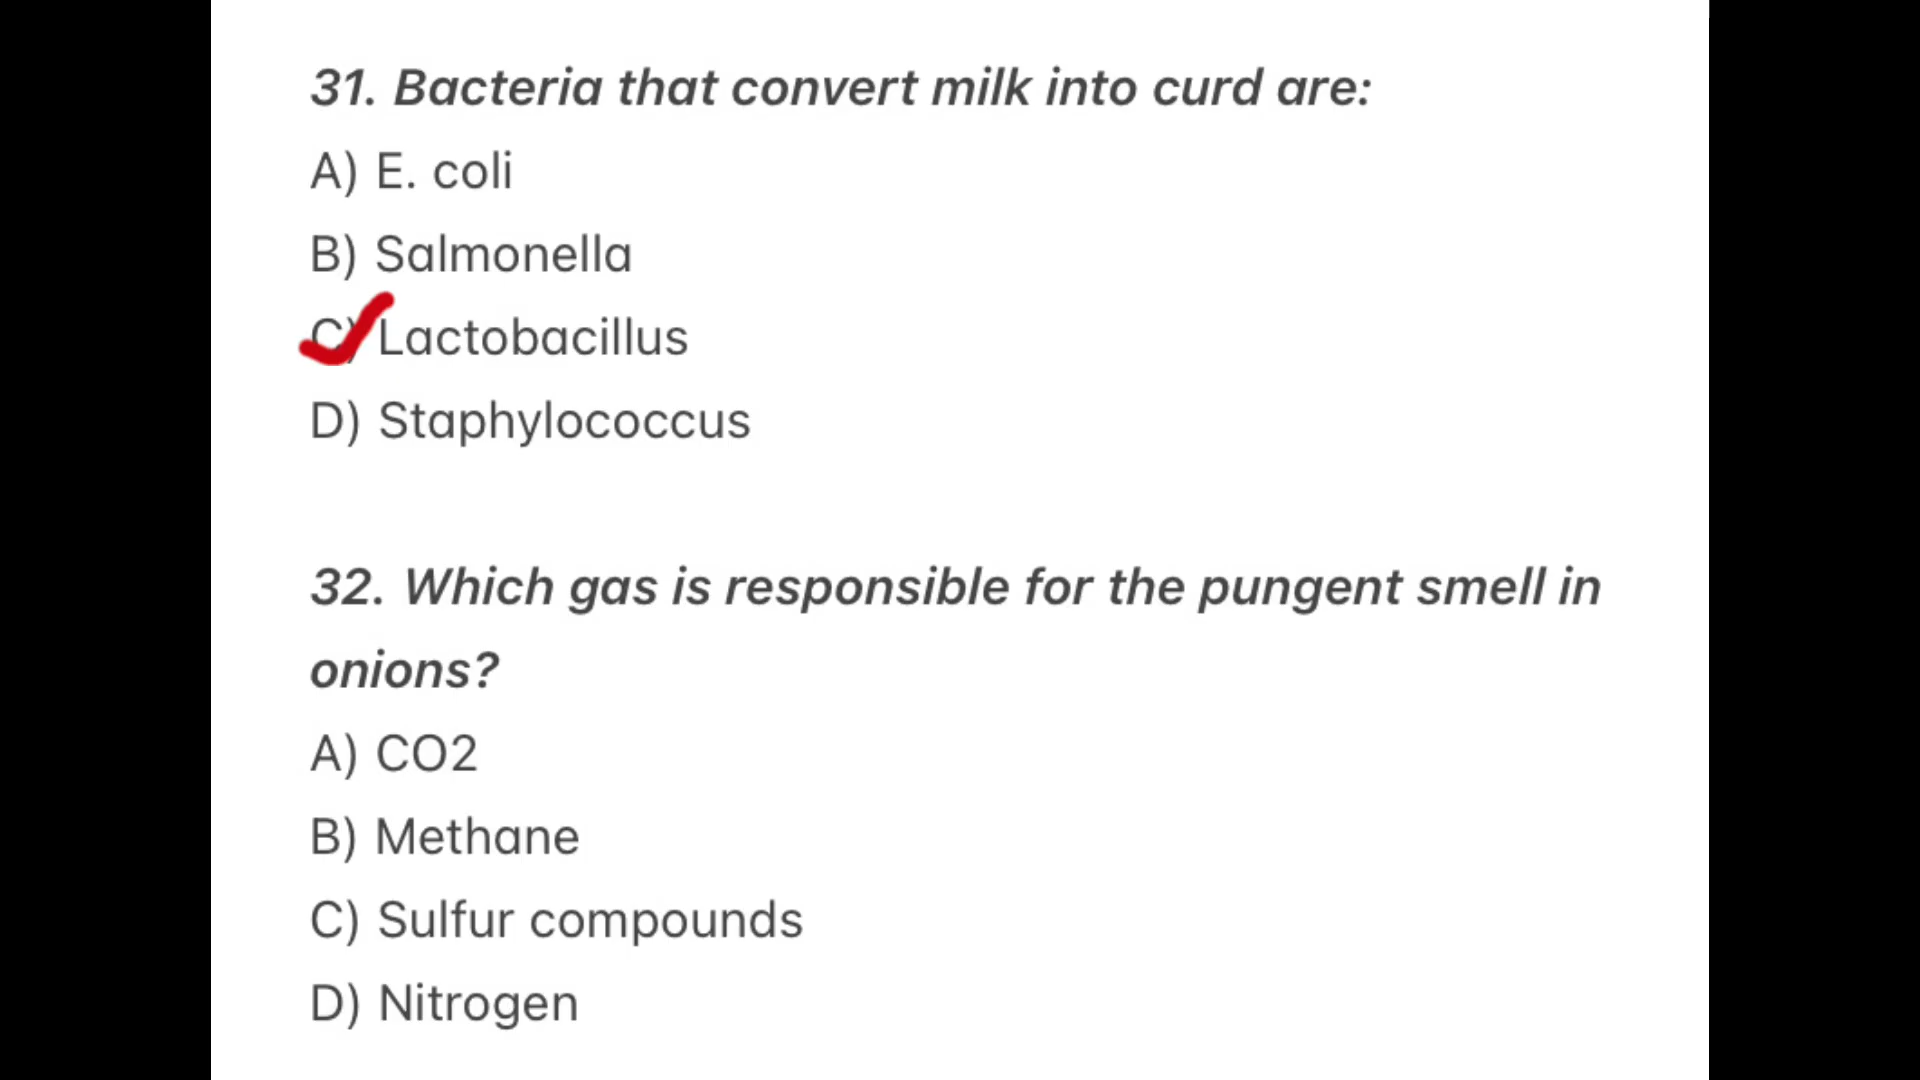 31. Bacteria that convert milk into curd are:
A) E. coli
B) Salmonella
C) Lactobacillus
D) Staphylococcus
32. Which gas is responsible for the pungent smell in
onions?
A) CO2
B) Methane
C) Sulfur compounds
D) Nitrogen